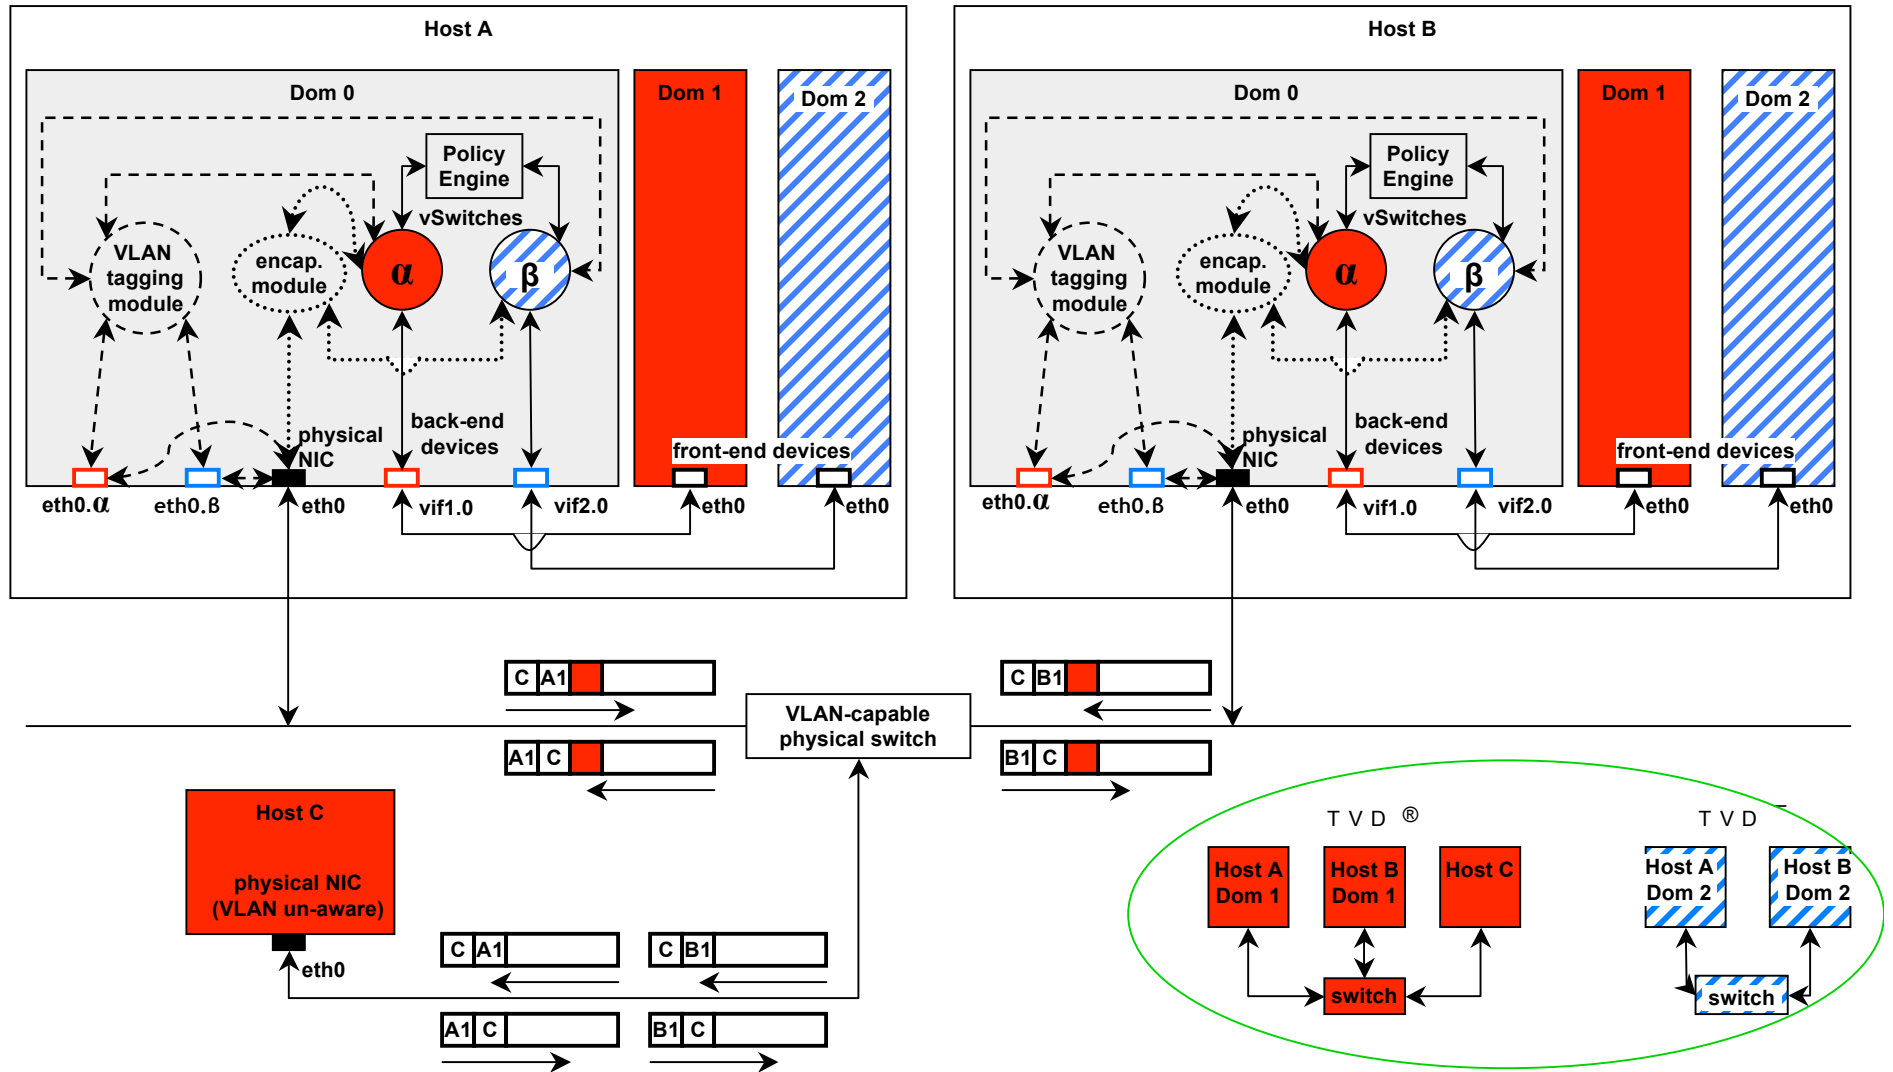 Host A
Dom 0
Dom 1
Dom 2
Policy
Engine
vSwitches
VLAN
tagging
module
encap.
module
α
β
physical
NIC
back-end
devices
front-end devices
eth0.α
eth0.β
eth0
vif1.0
vif2.0
eth0
eth0
Host B
Dom 0
Dom 1
Dom 2
Policy
Engine
vSwitches
VLAN
tagging
module
encap.
module
α
β
physical
NIC
back-end
devices
front-end devices
eth0.α
eth0.β
eth0
vif1.0
vif2.0
eth0
eth0
C A1
C B1
VLAN-capable
physical switch
A1 C
B1 C
Host C
physical NIC
(VLAN un-aware)
eth0
C A1
C B1
A1 C
B1 C
TVD ®
Host A
Dom 1
Host B
Dom 1
Host C
switch
TVD ¯
Host A
Dom 2
Host B
Dom 2
switch